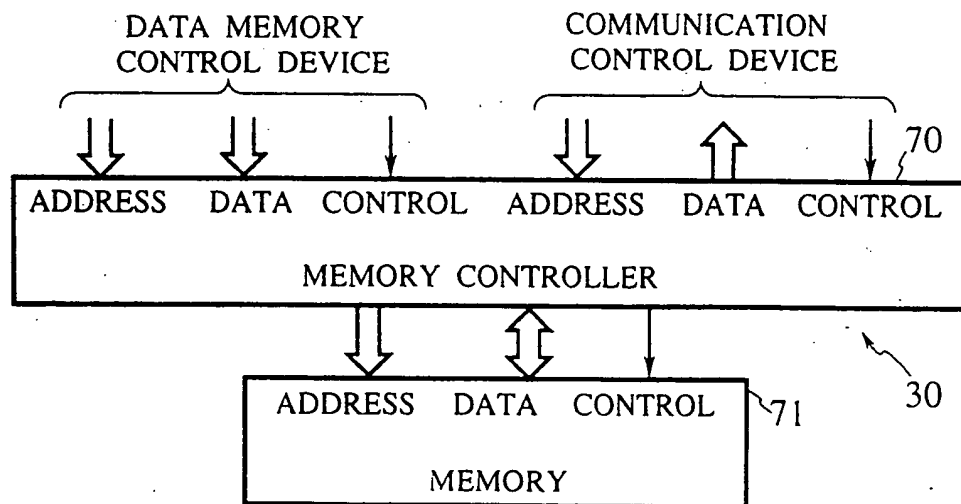 DATA MEMORY
CONTROL DEVICE
COMMUNICATION
CONTROL DEVICE
70
ADDRESS DATA CONTROL ADDRESS DATA CONTROL
MEMORY CONTROLLER
30
ADDRESS DATA CONTROL
71
MEMORY